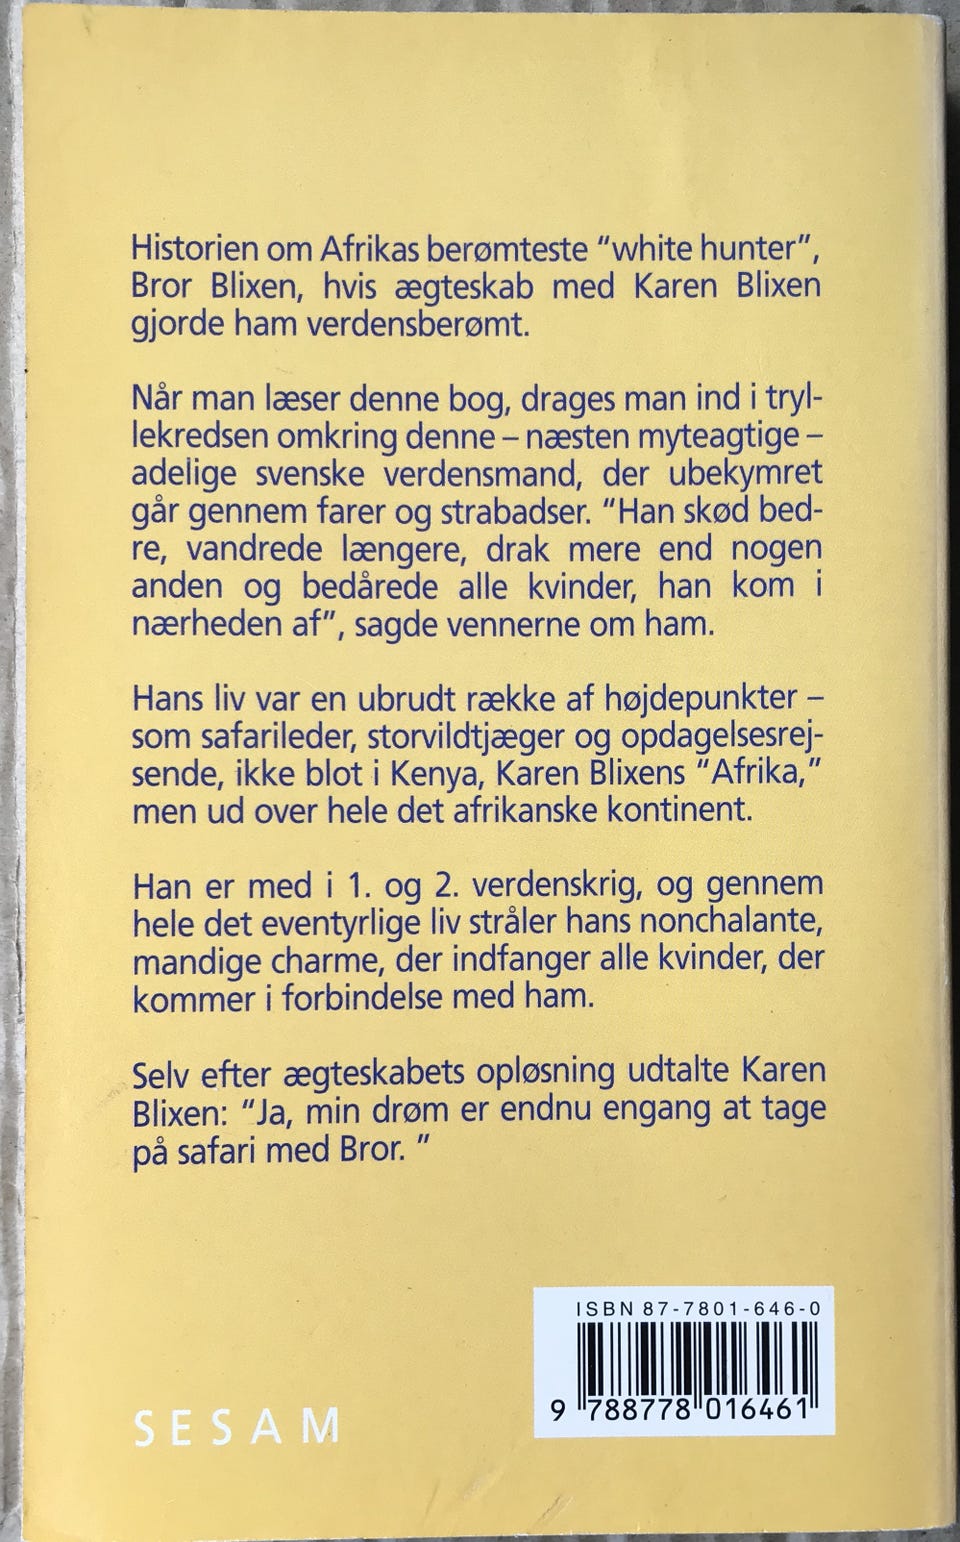 Historien om Afrikas berømteste "white hunter",
Bror Blixen, hvis ægteskab med Karen Blixen
gjorde ham verdensberømt.
Når man læser denne bog, drages man ind i tryl-
lekredsen omkring denne – næsten myteagtige –
adelige svenske verdensmand, der ubekymret
går gennem farer og strabadser. "Han skød bed-
re, vandrede længere, drak mere end nogen
anden og bedårede alle kvinder, han kom i
nærheden af", sagde vennerne om ham.
Hans liv var en ubrudt række af højdepunkter –
som safarileder, storvildtjæger og opdagelsesrej-
sende, ikke blot i Kenya, Karen Blixens "Afrika,"
men ud over hele det afrikanske kontinent.
Han er med i 1. og 2. verdenskrig, og gennem
hele det eventyrlige liv stråler hans nonchalante,
mandige charme, der indfanger alle kvinder, der
kommer i forbindelse med ham.
Selv efter ægteskabets opløsning udtalte Karen
Blixen: "Ja, min drøm er endnu engang at tage
på safari med Bror. "
ISBN 87-7801-646-0
9 788778 016461
SESAM